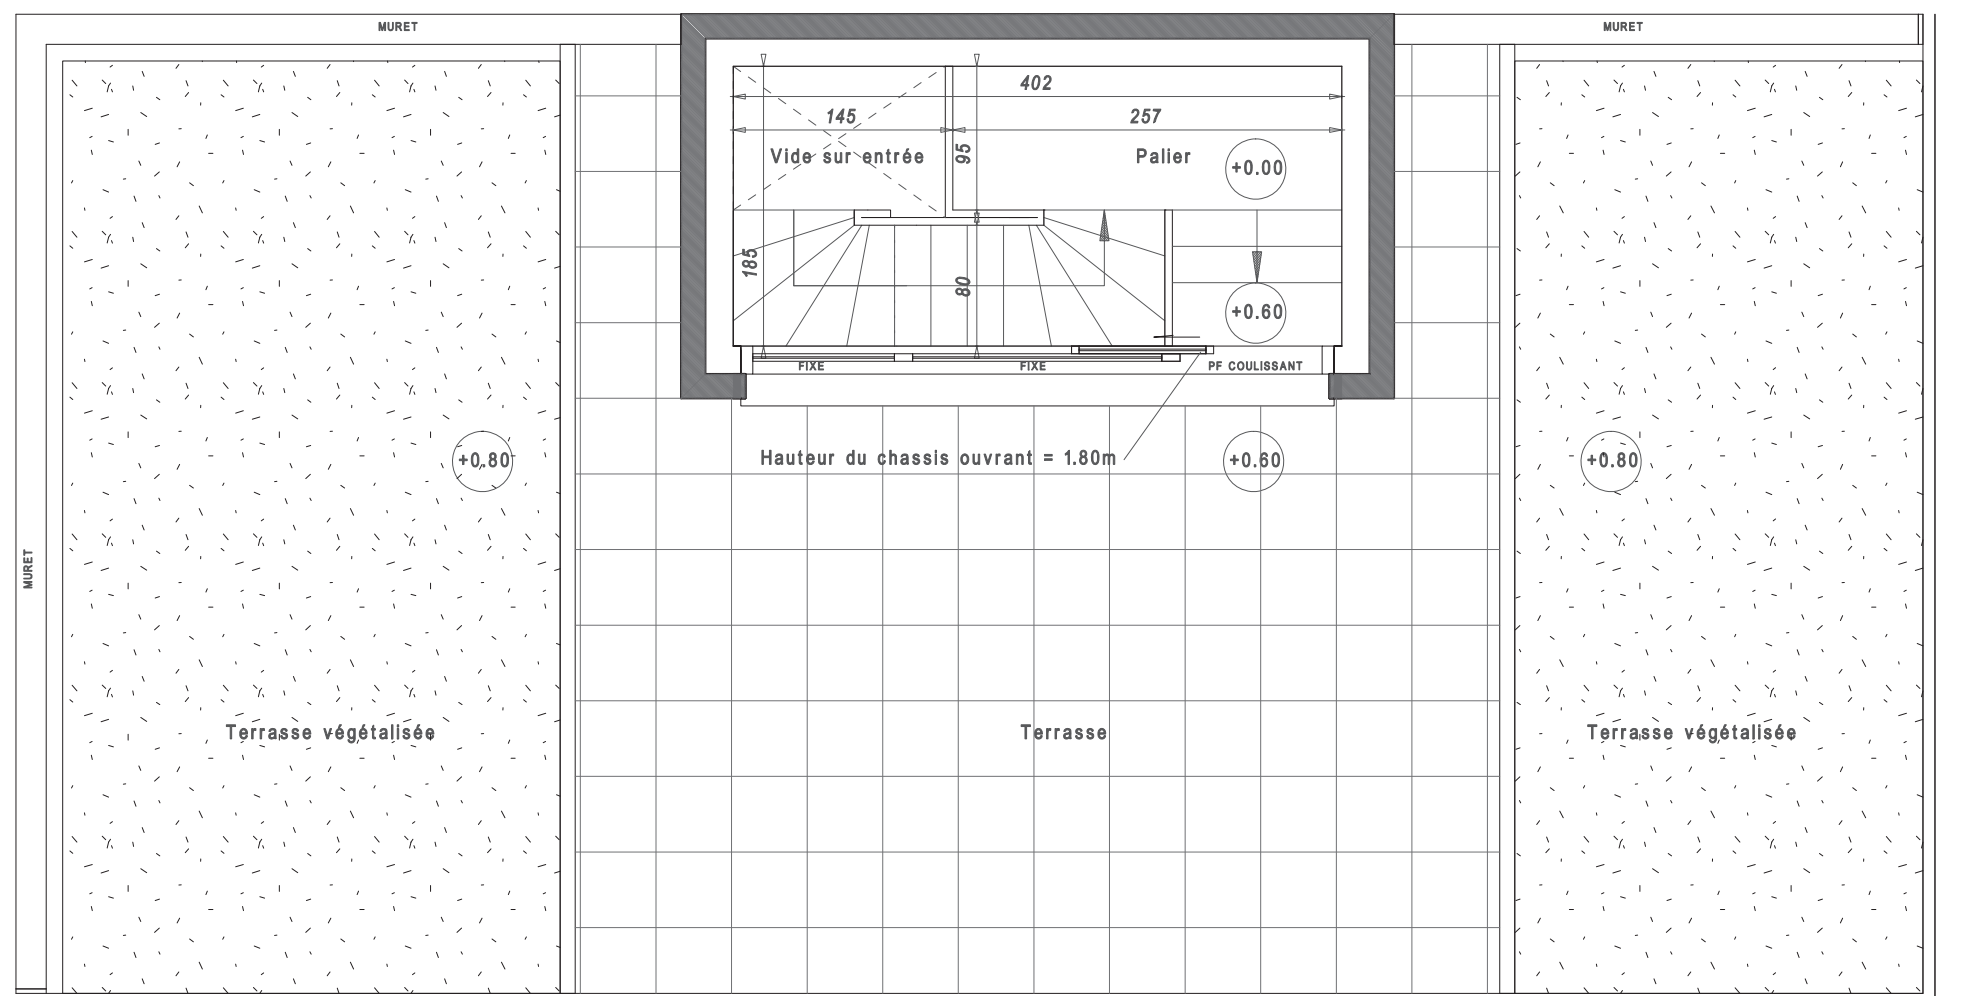 MURET
MURET
402
145
257
Vide sur entrée
95
Palier
+0.00
185
80
+0.60
FIXE
FIXE
PF COULISSANT
+0.80
Hauteur du chassis ouvrant = 1.80m
+0.60
+0.80
MURET
Terrasse végétalisée
Terrasse
Terrasse végétalisée